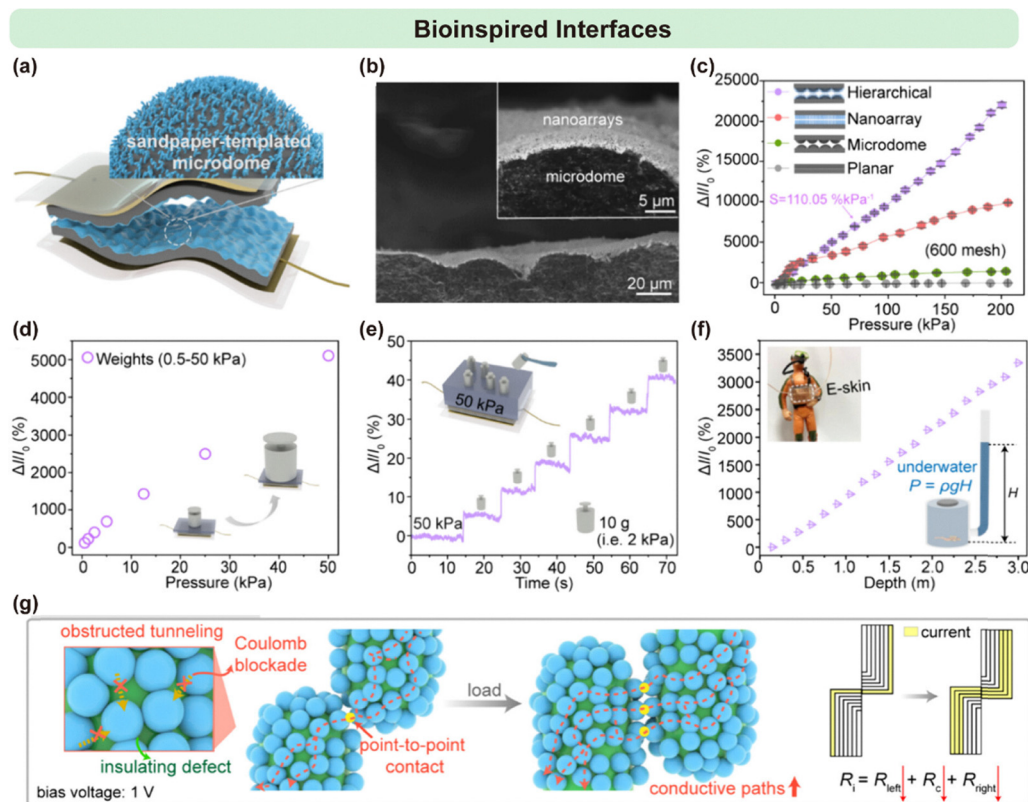 Bioinspired Interfaces
(a)
sandpaper-templated
microdome
(b)
nanoarrays
microdome
5 μm
20 μm
(c)
25000
20000
15000
10000
5000
0
ΔI/I₀ (%)
Hierarchical
Nanoarray
Microdome
Planar
S=110.05 %kPa⁻¹
(600 mesh)
0 50 100 150 200
Pressure (kPa)
(d)
5000
4000
3000
2000
1000
0
ΔI/I₀ (%)
Weights (0.5-50 kPa)
0 10 20 30 40 50
Pressure (kPa)
(e)
50
40
30
20
10
0
ΔI/I₀ (%)
50 kPa
50 kPa
10 g
(i.e. 2 kPa)
0 10 20 30 40 50 60 70
Time (s)
(f)
3500
3000
2500
2000
1500
1000
500
0
ΔI/I₀ (%)
E-skin
underwater
P = ρgH
H
0.0 0.5 1.0 1.5 2.0 2.5 3.0
Depth (m)
(g)
obstructed tunneling
Coulomb
blockade
insulating defect
bias voltage: 1 V
point-to-point
contact
load
conductive paths
current
Rᵢ = R_left + R_c + R_right